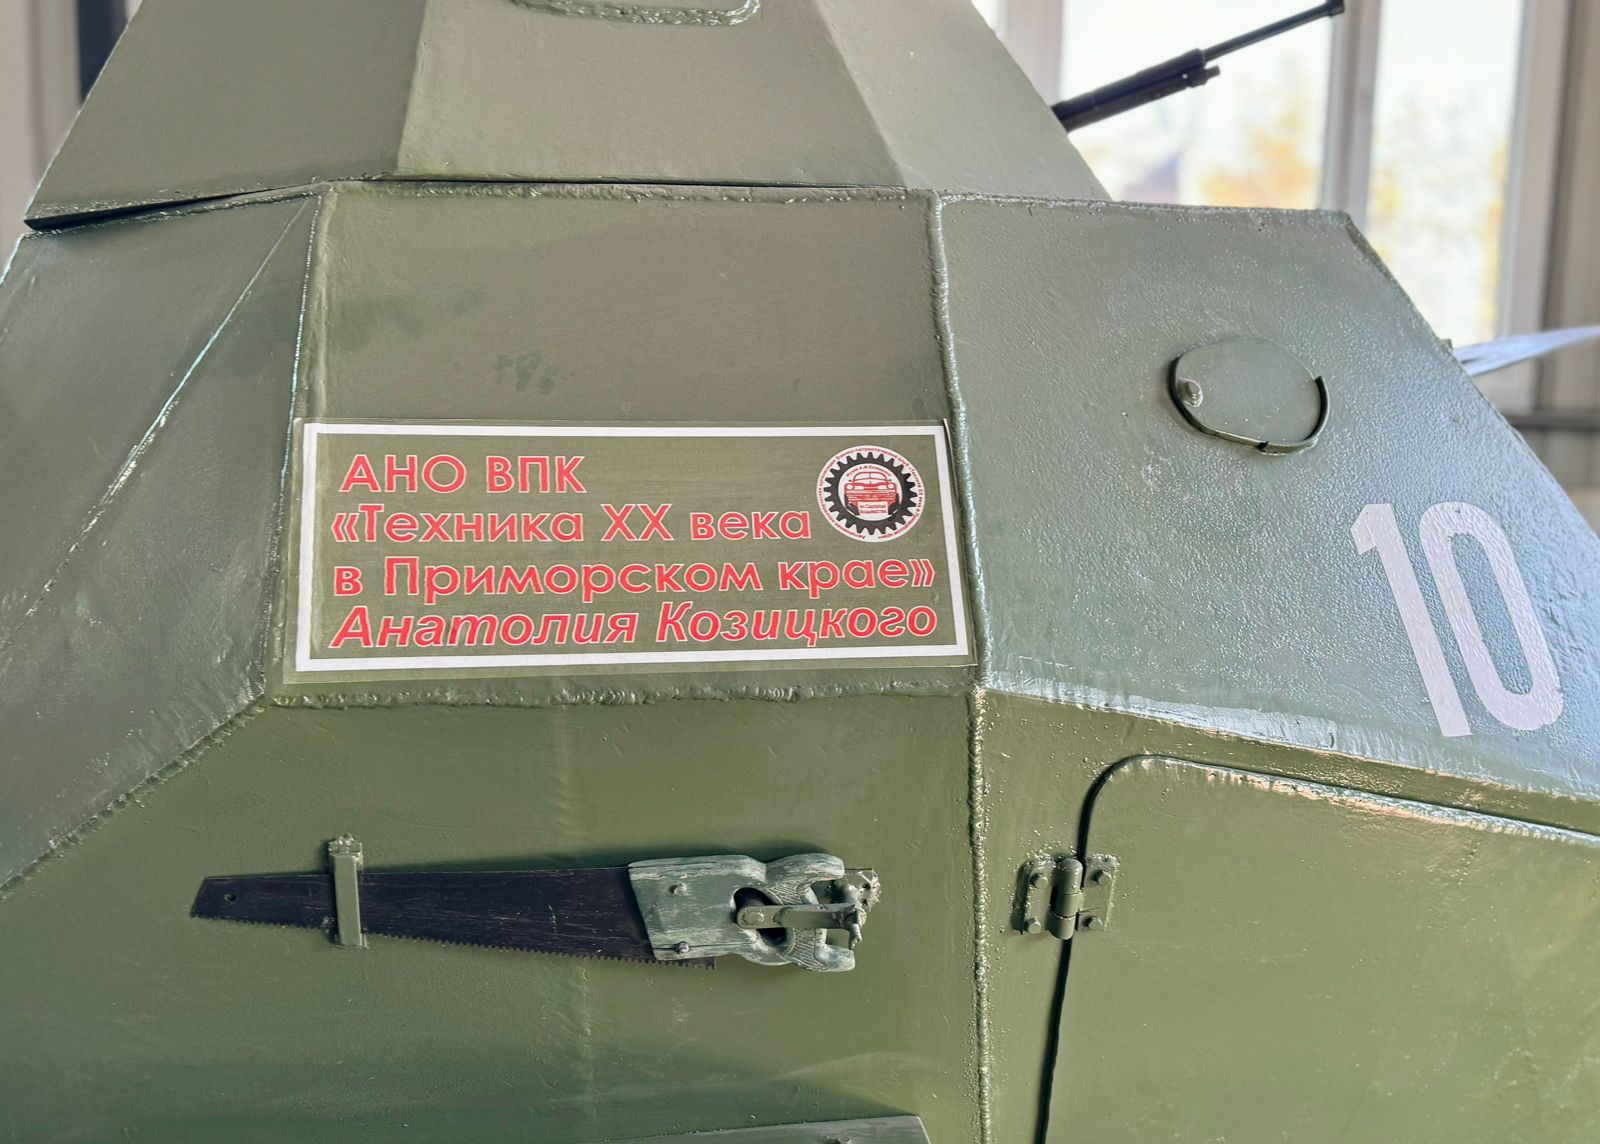 АНО ВПК
«Техника XX века
в Приморском крае»
Анатолия Козицкого
10